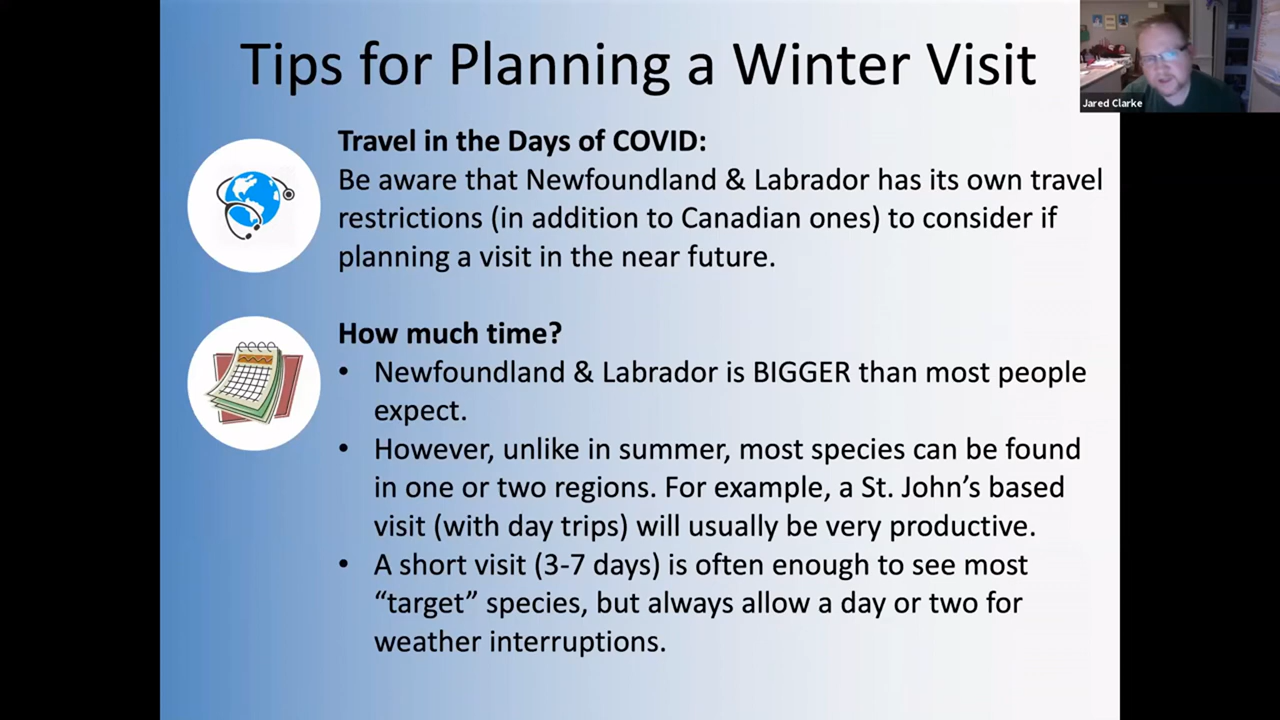 Tips for Planning a Winter Visit
Jared Clarke
Travel in the Days of COVID:
Be aware that Newfoundland & Labrador has its own travel
restrictions (in addition to Canadian ones) to consider if
planning a visit in the near future.
How much time?
• Newfoundland & Labrador is BIGGER than most people
expect.
• However, unlike in summer, most species can be found
in one or two regions. For example, a St. John’s based
visit (with day trips) will usually be very productive.
• A short visit (3-7 days) is often enough to see most
“target” species, but always allow a day or two for
weather interruptions.